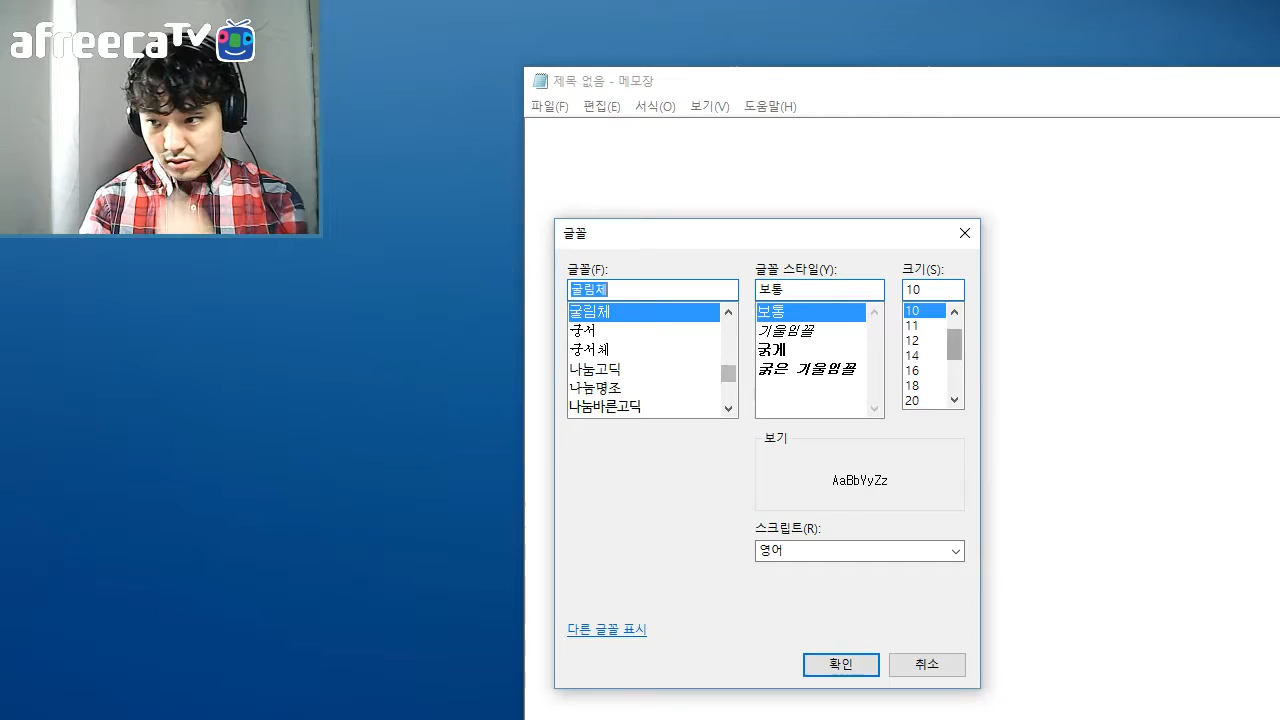 afreecaTV
제목 없음 - 메모장
파일(F) 편집(E) 서식(O) 보기(V) 도움말(H)
글꼴
글꼴(F):
굴림체
굴림체
궁서
궁서체
나눔고딕
나눔명조
나눔바른고딕
글꼴 스타일(Y):
보통
보통
기울임꼴
굵게
굵은 기울임꼴
크기(S):
10
10
11
12
14
16
18
20
보기
AaBbYyZz
스크립트(R):
영어
다른 글꼴 표시
확인
취소